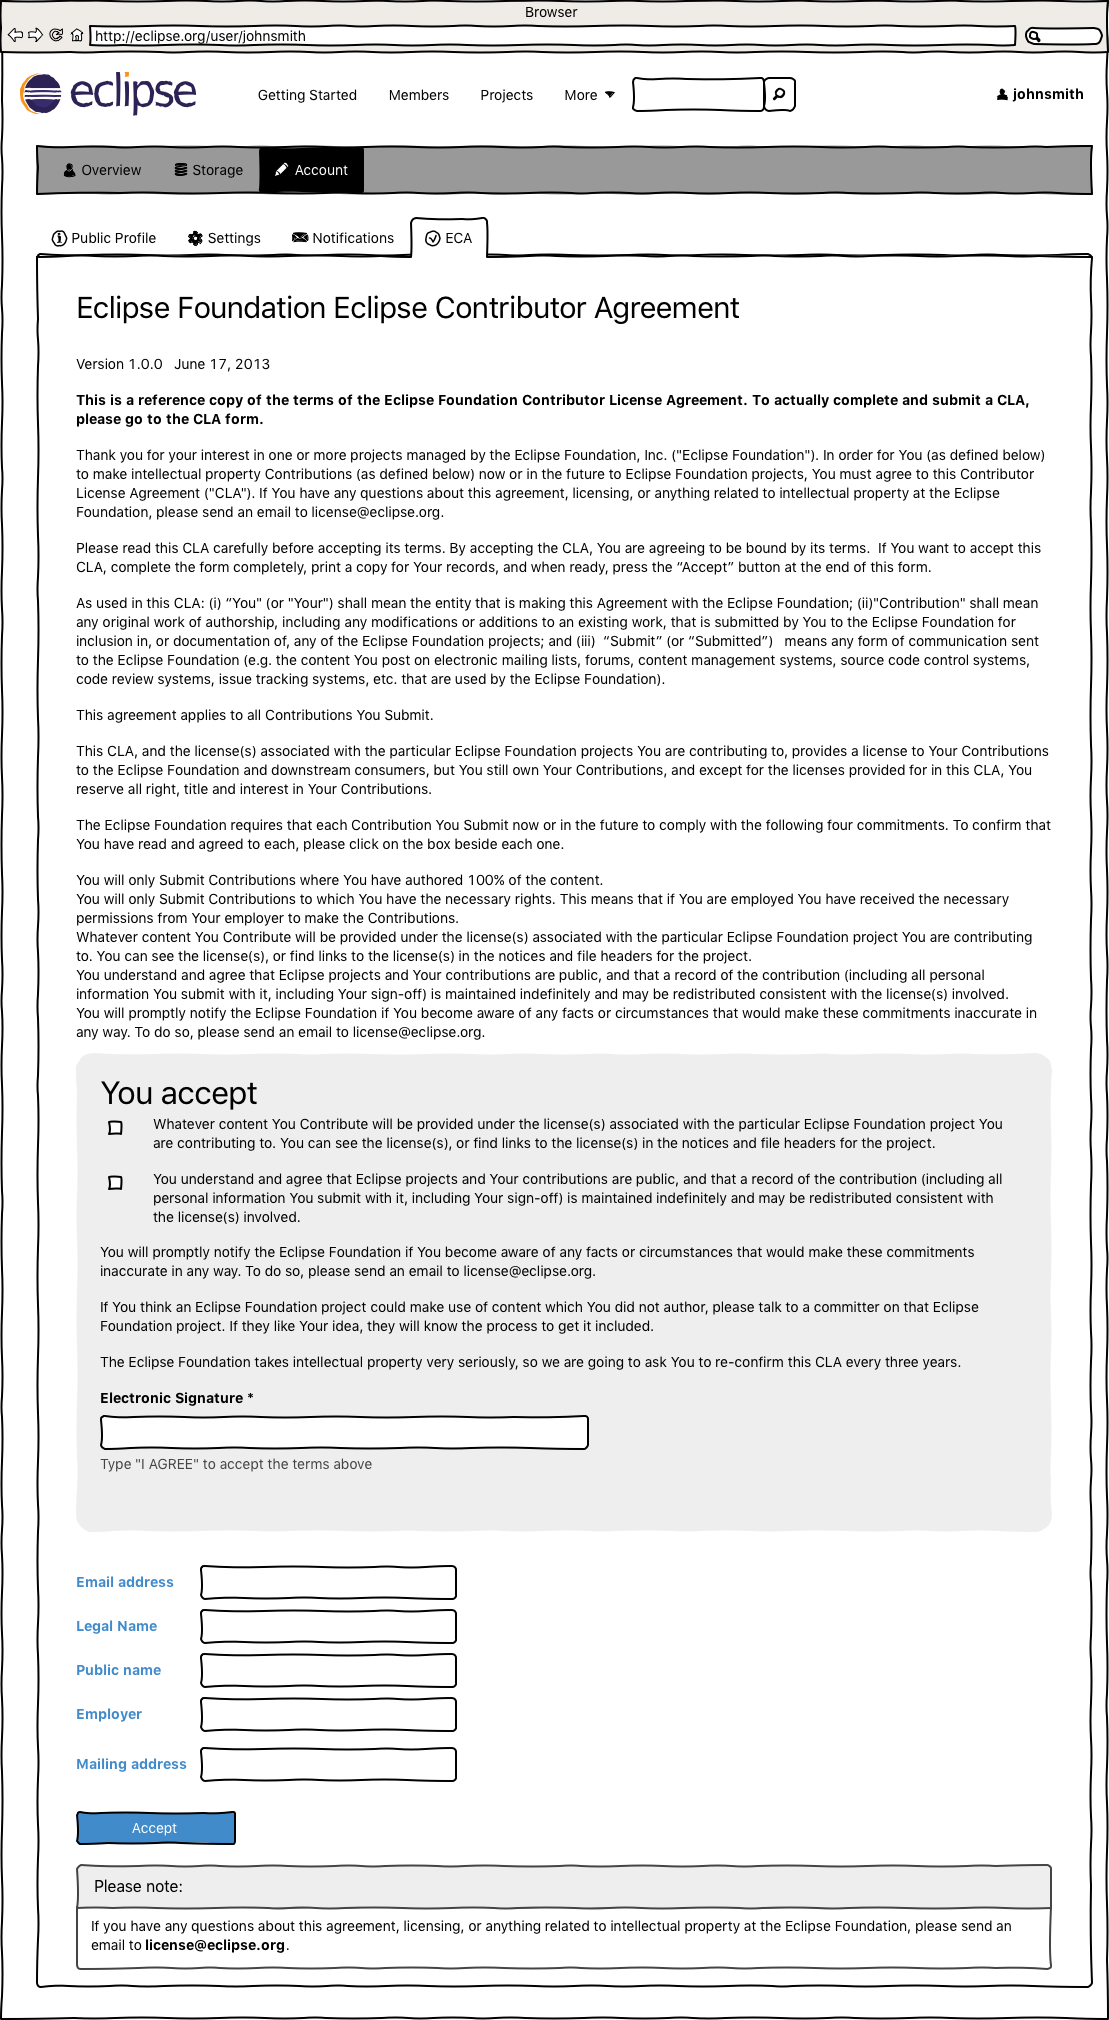 Browser
http://eclipse.org/user/johnsmith
eclipse
Getting Started Members Projects More
johnsmith
Overview Storage Account
Public Profile Settings Notifications ECA
Eclipse Foundation Eclipse Contributor Agreement
Version 1.0.0 June 17, 2013
This is a reference copy of the terms of the Eclipse Foundation Contributor License Agreement. To actually complete and submit a CLA,
please go to the CLA form.
Thank you for your interest in one or more projects managed by the Eclipse Foundation, Inc. ("Eclipse Foundation"). In order for You (as defined below)
to make intellectual property Contributions (as defined below) now or in the future to Eclipse Foundation projects, You must agree to this Contributor
License Agreement ("CLA"). If You have any questions about this agreement, licensing, or anything related to intellectual property at the Eclipse
Foundation, please send an email to license@eclipse.org.
Please read this CLA carefully before accepting its terms. By accepting the CLA, You are agreeing to be bound by its terms.  If You want to accept this
CLA, complete the form completely, print a copy for Your records, and when ready, press the “Accept” button at the end of this form.
As used in this CLA: (i) “You" (or "Your") shall mean the entity that is making this Agreement with the Eclipse Foundation; (ii)"Contribution" shall mean
any original work of authorship, including any modifications or additions to an existing work, that is submitted by You to the Eclipse Foundation for
inclusion in, or documentation of, any of the Eclipse Foundation projects; and (iii)  “Submit” (or “Submitted”)   means any form of communication sent
to the Eclipse Foundation (e.g. the content You post on electronic mailing lists, forums, content management systems, source code control systems,
code review systems, issue tracking systems, etc. that are used by the Eclipse Foundation).
This agreement applies to all Contributions You Submit.
This CLA, and the license(s) associated with the particular Eclipse Foundation projects You are contributing to, provides a license to Your Contributions
to the Eclipse Foundation and downstream consumers, but You still own Your Contributions, and except for the licenses provided for in this CLA, You
reserve all right, title and interest in Your Contributions.
The Eclipse Foundation requires that each Contribution You Submit now or in the future to comply with the following four commitments. To confirm that
You have read and agreed to each, please click on the box beside each one.
You will only Submit Contributions where You have authored 100% of the content.
You will only Submit Contributions to which You have the necessary rights. This means that if You are employed You have received the necessary
permissions from Your employer to make the Contributions.
Whatever content You Contribute will be provided under the license(s) associated with the particular Eclipse Foundation project You are contributing
to. You can see the license(s), or find links to the license(s) in the notices and file headers for the project.
You understand and agree that Eclipse projects and Your contributions are public, and that a record of the contribution (including all personal
information You submit with it, including Your sign-off) is maintained indefinitely and may be redistributed consistent with the license(s) involved.
You will promptly notify the Eclipse Foundation if You become aware of any facts or circumstances that would make these commitments inaccurate in
any way. To do so, please send an email to license@eclipse.org.
You accept
Whatever content You Contribute will be provided under the license(s) associated with the particular Eclipse Foundation project You
are contributing to. You can see the license(s), or find links to the license(s) in the notices and file headers for the project.
You understand and agree that Eclipse projects and Your contributions are public, and that a record of the contribution (including all
personal information You submit with it, including Your sign-off) is maintained indefinitely and may be redistributed consistent with
the license(s) involved.
You will promptly notify the Eclipse Foundation if You become aware of any facts or circumstances that would make these commitments
inaccurate in any way. To do so, please send an email to license@eclipse.org.
If You think an Eclipse Foundation project could make use of content which You did not author, please talk to a committer on that Eclipse
Foundation project. If they like Your idea, they will know the process to get it included.
The Eclipse Foundation takes intellectual property very seriously, so we are going to ask You to re-confirm this CLA every three years.
Electronic Signature *
Type "I AGREE" to accept the terms above
Email address
Legal Name
Public name
Employer
Mailing address
Accept
Please note:
If you have any questions about this agreement, licensing, or anything related to intellectual property at the Eclipse Foundation, please send an
email to license@eclipse.org.